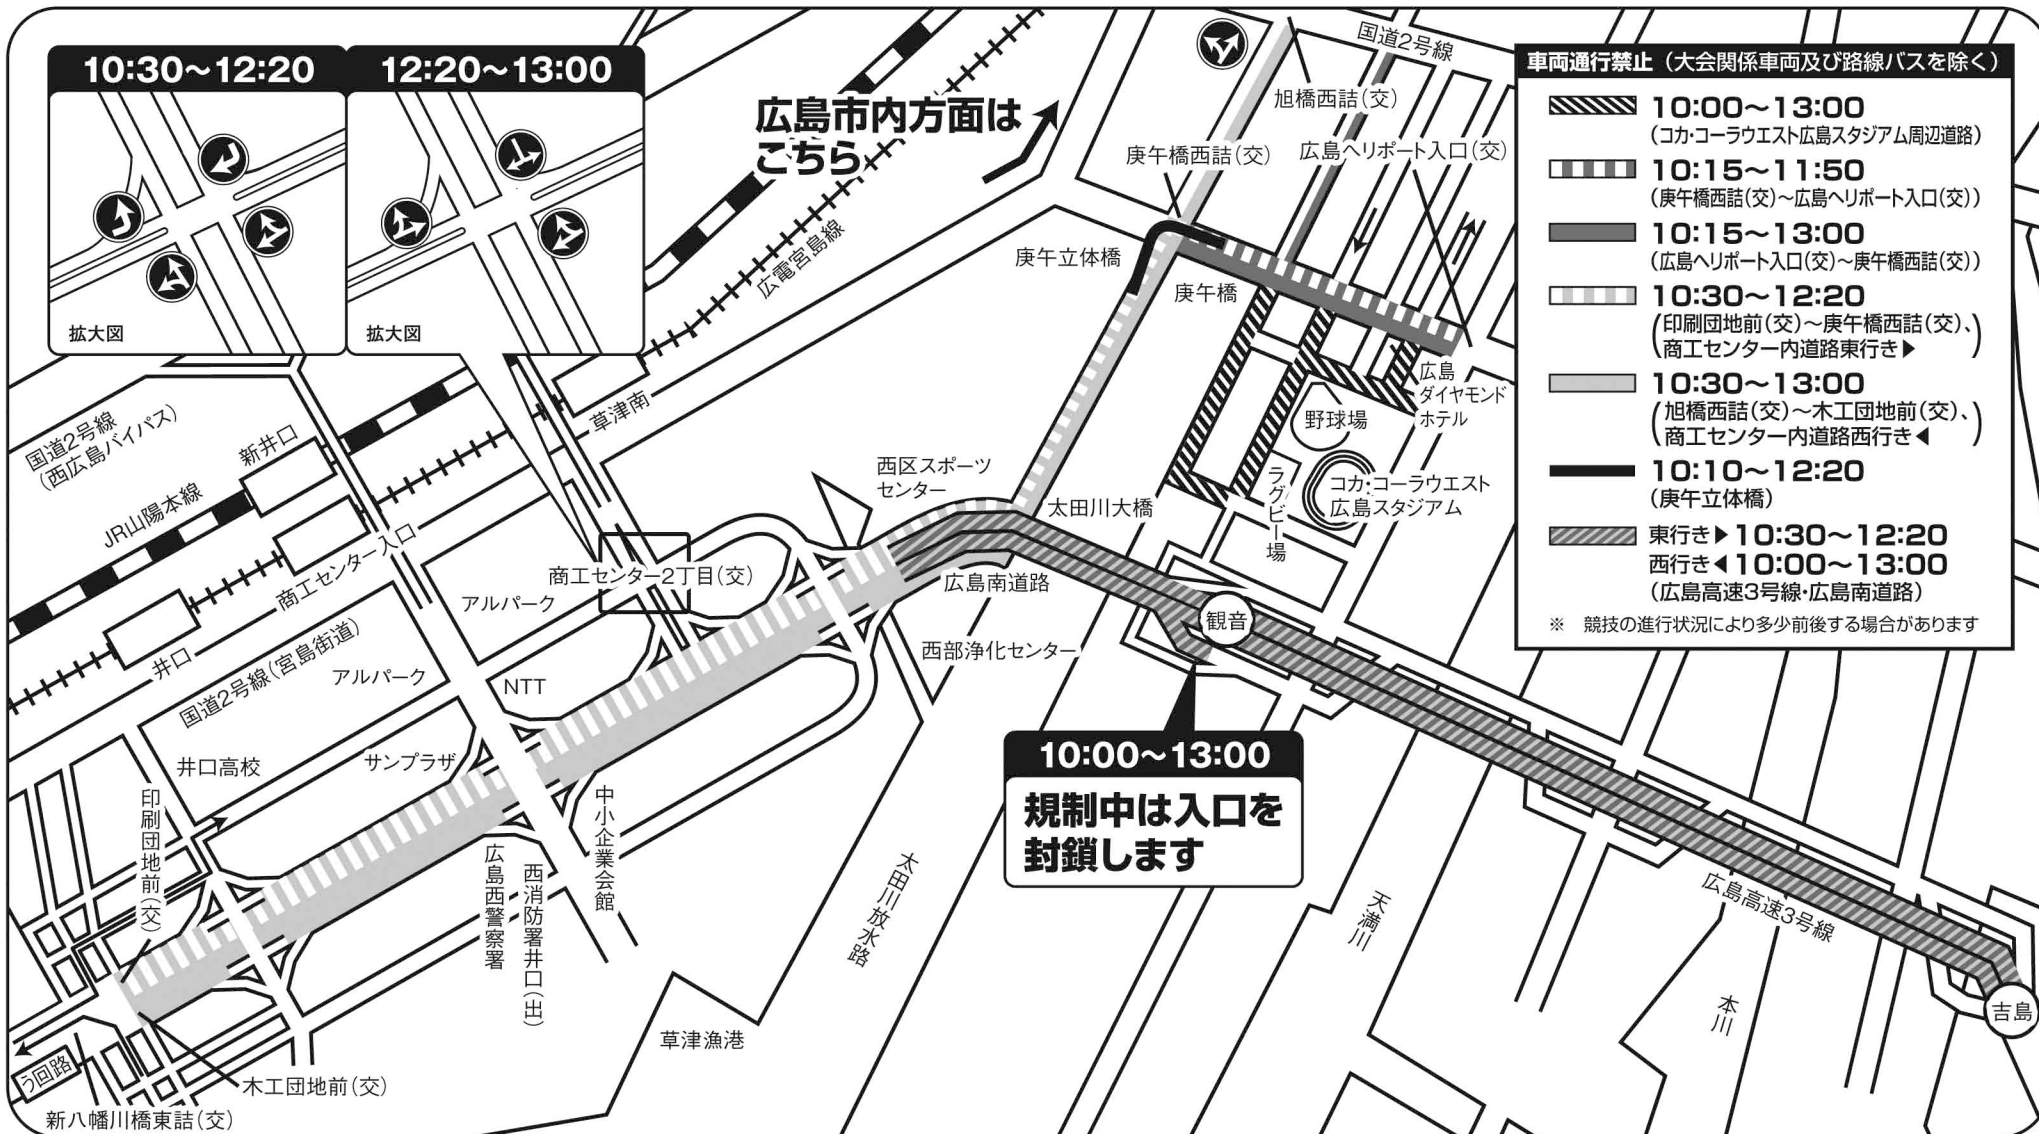 10:30～12:20
拡大図
12:20～13:00
拡大図
広島市内方面は
こちら
国道2号線
旭橋西詰(交)
庚午橋西詰(交)
広島ヘリポート入口(交)
庚午立体橋
庚午橋
広電宮島線
草津南
国道2号線
(西広島バイパス)
新井口
JR山陽本線
商工センター入口
井口
国道2号線(宮島街道)
アルパーク
アルパーク
商工センター2丁目(交)
西区スポーツ
センター
太田川大橋
広島南道路
西部浄化センター
野球場
ラグビー場
コカ・コーラウエスト
広島スタジアム
広島
ダイヤモンド
ホテル
観音
NTT
サンプラザ
井口高校
印刷団地前(交)
中小企業会館
広島西警察署
西消防署井口(出)
10:00～13:00
規制中は入口を
封鎖します
太田川放水路
天満川
広島高速3号線
本川
吉島
草津漁港
う回路
木工団地前(交)
新八幡川橋東詰(交)
車両通行禁止(大会関係車両及び路線バスを除く)
10:00～13:00
(コカ・コーラウエスト広島スタジアム周辺道路)
10:15～11:50
(庚午橋西詰(交)～広島ヘリポート入口(交))
10:15～13:00
(広島ヘリポート入口(交)～庚午橋西詰(交))
10:30～12:20
(印刷団地前(交)～庚午橋西詰(交)、
商工センター内道路東行き▶)
10:30～13:00
(旭橋西詰(交)～木工団地前(交)、
商工センター内道路西行き◀)
10:10～12:20
(庚午立体橋)
東行き▶10:30～12:20
西行き◀10:00～13:00
(広島高速3号線・広島南道路)
※ 競技の進行状況により多少前後する場合があります